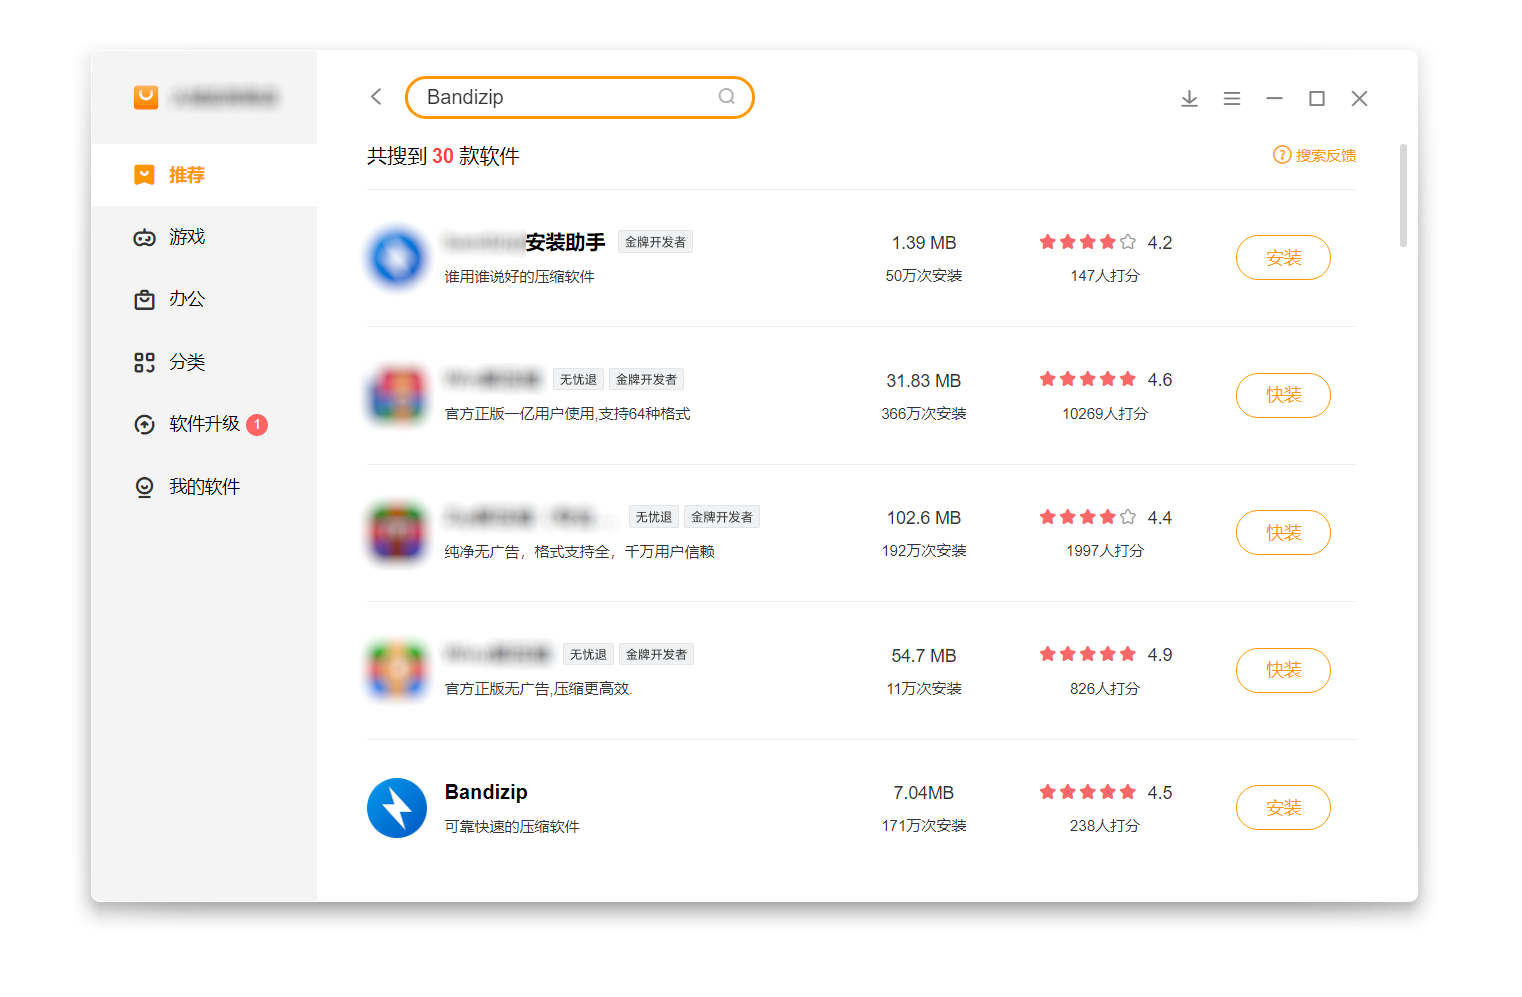 Bandizip
共搜到 30 款软件
搜索反馈
推荐
游戏
办公
分类
软件升级 1
我的软件
安装助手 金牌开发者
谁用谁说好的压缩软件
1.39 MB
50万次安装
4.2
147人打分
安装
无忧退 金牌开发者
官方正版一亿用户使用,支持64种格式
31.83 MB
366万次安装
4.6
10269人打分
快装
无忧退 金牌开发者
纯净无广告，格式支持全，千万用户信赖
102.6 MB
192万次安装
4.4
1997人打分
快装
无忧退 金牌开发者
官方正版无广告,压缩更高效.
54.7 MB
11万次安装
4.9
826人打分
快装
Bandizip
可靠快速的压缩软件
7.04MB
171万次安装
4.5
238人打分
安装